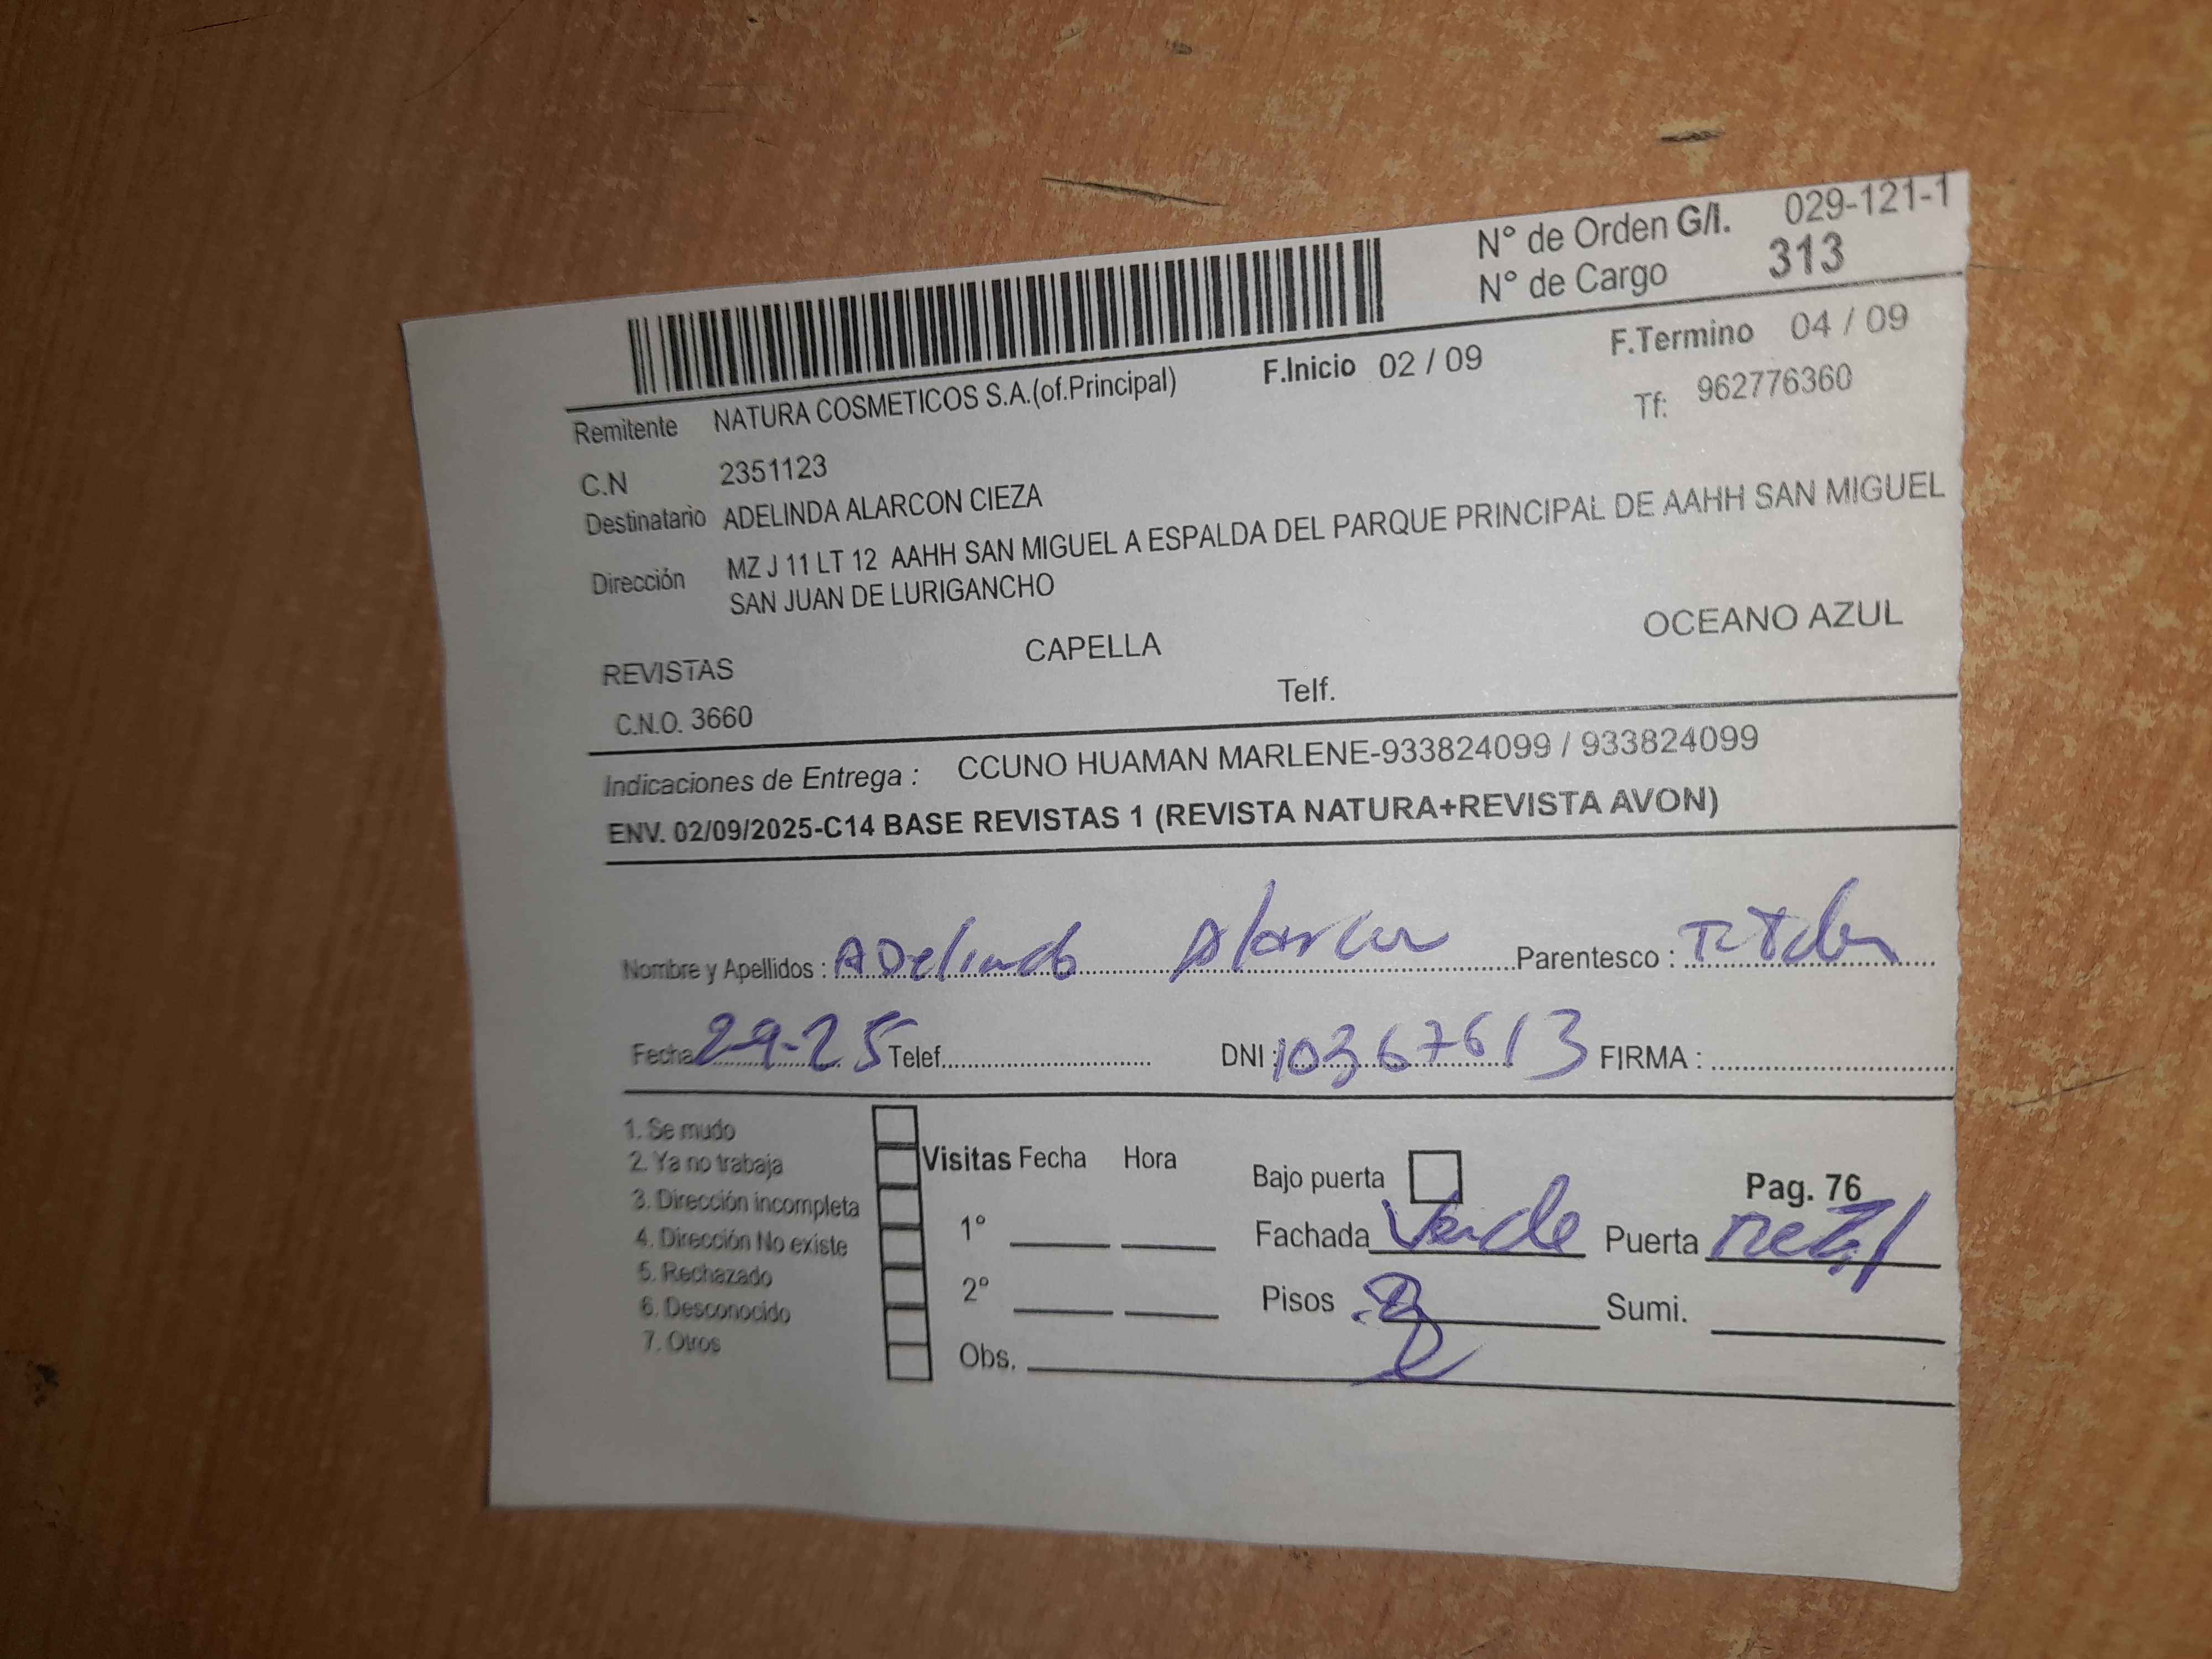 N° de Orden G/I. 029-121-1
N° de Cargo 313
F.Inicio 02 / 09 F.Termino 04 / 09
Remitente NATURA COSMETICOS S.A.(of.Principal) Tf: 962776360
C.N 2351123
Destinatario ADELINDA ALARCON CIEZA
Dirección MZ J 11 LT 12 AAHH SAN MIGUEL A ESPALDA DEL PARQUE PRINCIPAL DE AAHH SAN MIGUEL
SAN JUAN DE LURIGANCHO
REVISTAS CAPELLA OCEANO AZUL
C.N.O. 3660 Telf.
Indicaciones de Entrega : CCUNO HUAMAN MARLENE-933824099 / 933824099
ENV. 02/09/2025-C14 BASE REVISTAS 1 (REVISTA NATURA+REVISTA AVON)
Nombre y Apellidos : ADelinda Alarcon Parentesco :
Fecha 2-9-25 Telef. DNI : 10367613 FIRMA :
1. Se mudo
2. Ya no trabaja Visitas Fecha Hora Bajo puerta Pag. 76
3. Dirección incompleta
4. Dirección No existe 1° Fachada Verde Puerta Metal
5. Rechazado
6. Desconocido 2° Pisos Sumi.
7. Otros Obs.